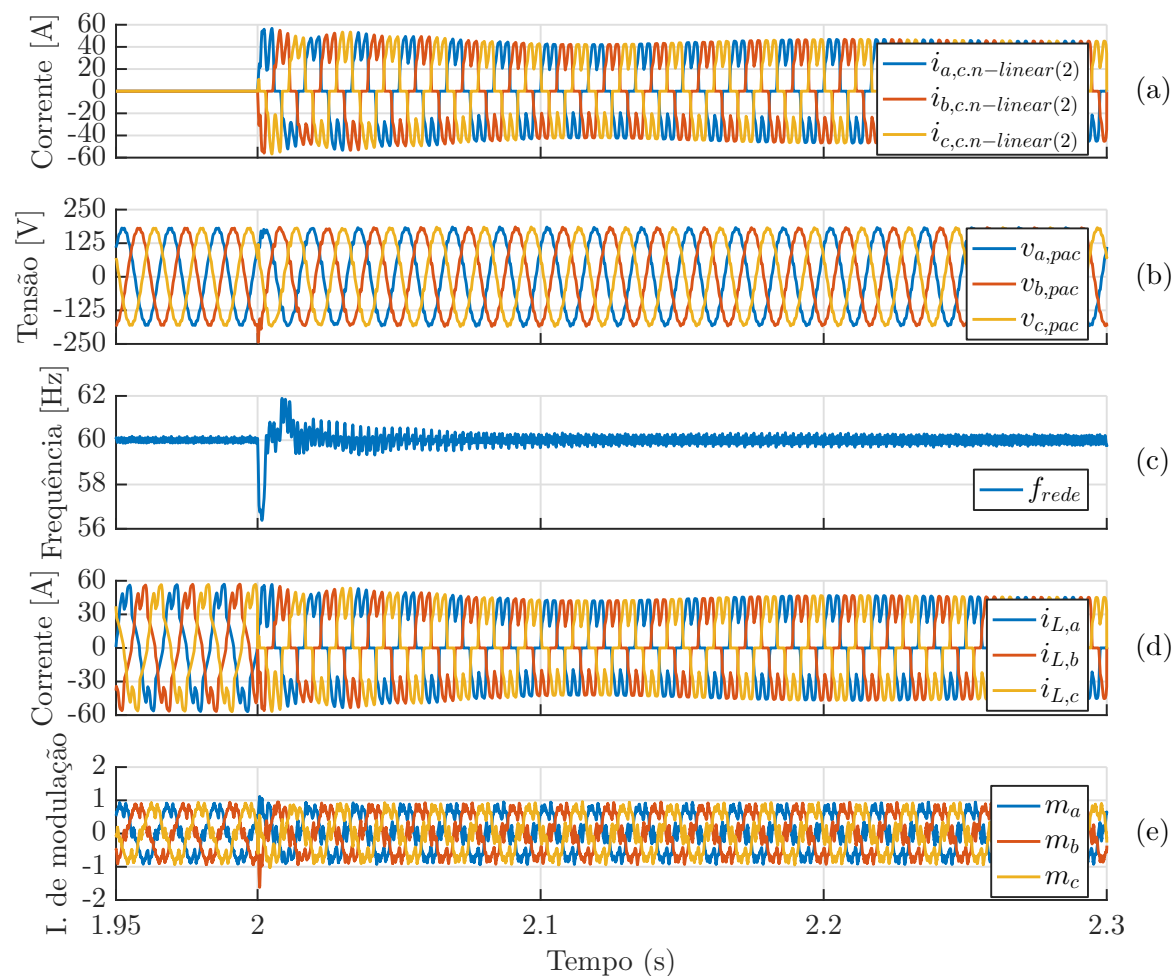 Corrente [A]
60
40
20
0
-20
-40
-60
i_{a,c.n-linear(2)}
i_{b,c.n-linear(2)}
i_{c,c.n-linear(2)}
(a)
Tensão [V]
250
125
0
-125
-250
v_{a,pac}
v_{b,pac}
v_{c,pac}
(b)
Frequência [Hz]
62
60
58
56
f_{rede}
(c)
Corrente [A]
60
30
0
-30
-60
i_{L,a}
i_{L,b}
i_{L,c}
(d)
I. de modulação
2
1
0
-1
-2
m_a
m_b
m_c
(e)
1.95 2 2.1 2.2 2.3
Tempo (s)